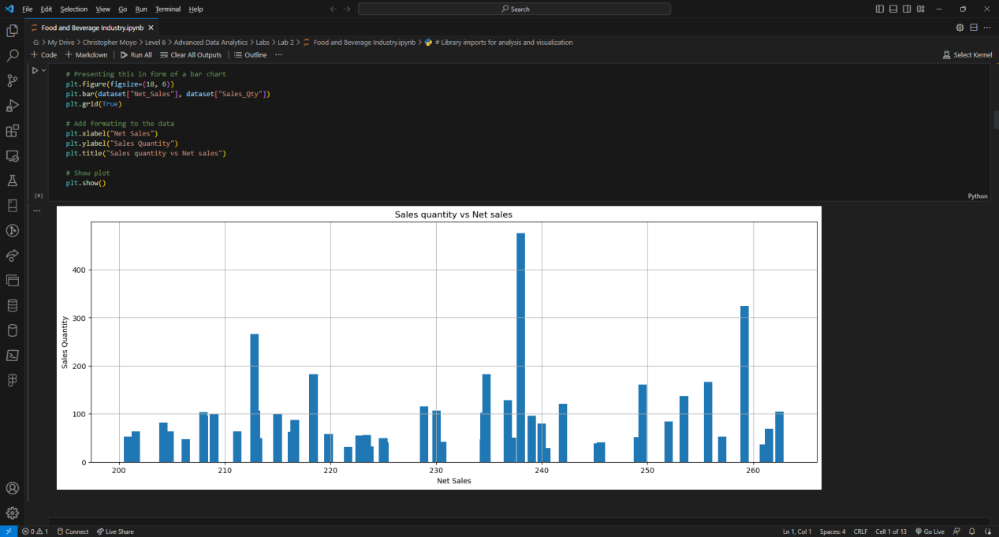 File Edit Selection View Go Run Terminal Help
Search
Food and Beverage Industry.ipynb
G: > My Drive > Christopher Moyo > Level 6 > Advanced Data Analytics > Labs > Lab 2 > Food and Beverage Industry.ipynb > # Library imports for analysis and visualization
+ Code + Markdown Run All Clear All Outputs Outline ...
Select Kernel
# Presenting this in form of a bar chart
plt.figure(figsize=(18, 6))
plt.bar(dataset["Net_Sales"], dataset["Sales_Qty"])
plt.grid(True)
# Add formating to the data
plt.xlabel("Net Sales")
plt.ylabel("Sales Quantity")
plt.title("Sales quantity vs Net sales")
# Show plot
plt.show()
[8]
Python
Sales quantity vs Net sales
Sales Quantity
400
300
200
100
0
200 210 220 230 240 250 260
Net Sales
0 1 Connect Live Share
Ln 1, Col 1 Spaces: 4 CRLF Cell 1 of 13 Go Live